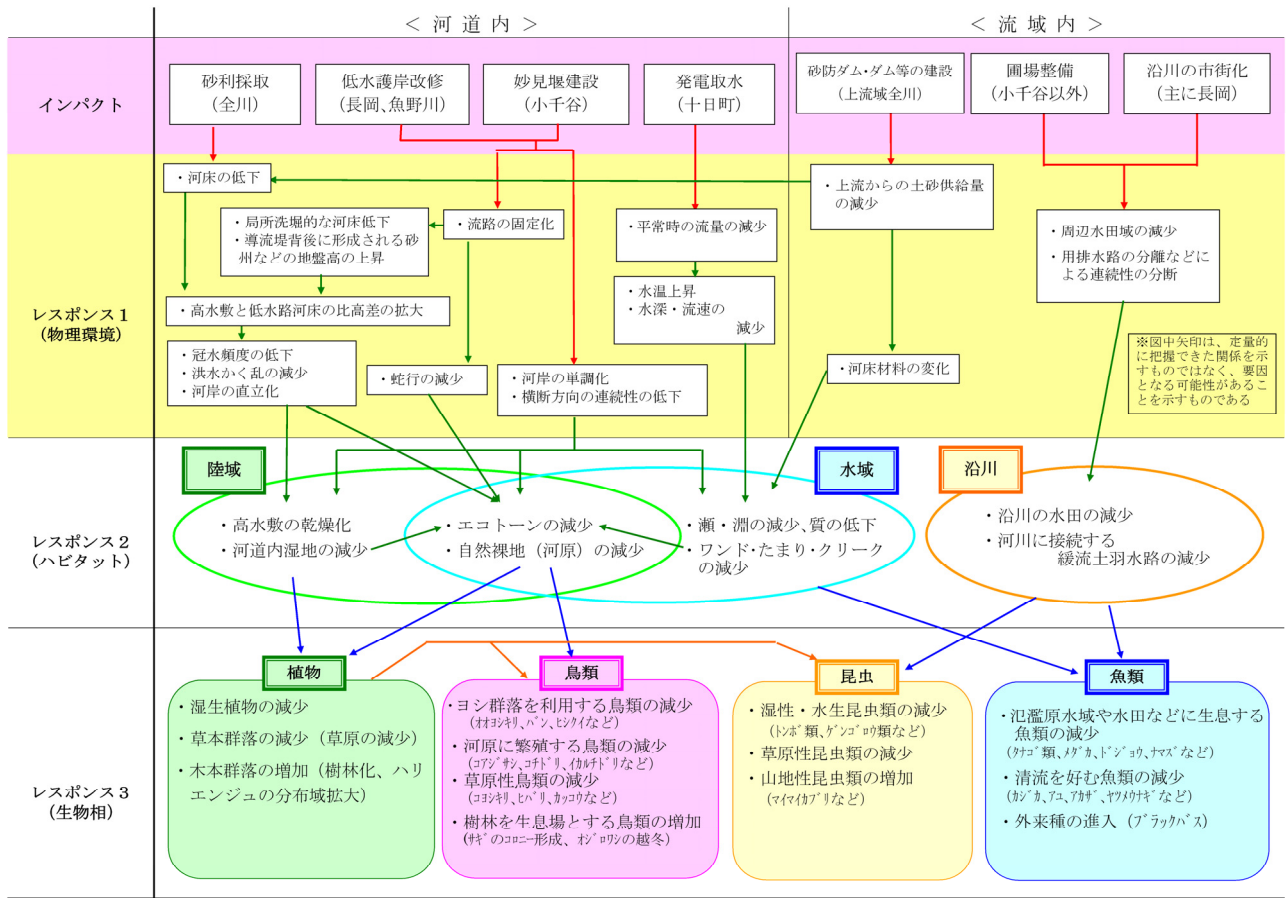 ＜ 河 道 内 ＞
＜ 流 域 内 ＞
インパクト
砂利採取
（全川）
低水護岸改修
（長岡、魚野川）
妙見堰建設
（小千谷）
発電取水
（十日町）
砂防ダム・ダム等の建設
（上流域全川）
圃場整備
（小千谷以外）
沿川の市街化
（主に長岡）
レスポンス１
（物理環境）
・河床の低下
・局所洗堀的な河床低下
・導流堤背後に形成される砂
州などの地盤高の上昇
・流路の固定化
・平常時の流量の減少
・上流からの土砂供給量
の減少
・周辺水田域の減少
・用排水路の分離などに
よる連続性の分断
・高水敷と低水路河床の比高差の拡大
・水温上昇
・水深・流速の
減少
・冠水頻度の低下
・洪水かく乱の減少
・河岸の直立化
・蛇行の減少
・河岸の単調化
・横断方向の連続性の低下
・河床材料の変化
※図中矢印は、定量的
に把握できた関係を示
すものではなく、要因
となる可能性があるこ
とを示すものである
レスポンス２
（ハビタット）
陸域
水域
沿川
・高水敷の乾燥化
・河道内湿地の減少
・エコトーンの減少
・自然裸地（河原）の減少
・瀬・淵の減少、質の低下
・ワンド・たまり・クリーク
の減少
・沿川の水田の減少
・河川に接続する
緩流土羽水路の減少
レスポンス３
（生物相）
植物
・湿生植物の減少
・草本群落の減少（草原の減少）
・木本群落の増加（樹林化、ハリ
エンジュの分布域拡大）
鳥類
・ヨシ群落を利用する鳥類の減少
(ｵｵﾖｼｷﾘ、ﾊﾞﾝ、ﾋｼｸｲなど)
・河原に繁殖する鳥類の減少
(ｺｱｼﾞｻｼ、ｺﾁﾄﾞﾘ、ｲｶﾙﾁﾄﾞﾘなど)
・草原性鳥類の減少
(ｺﾖｼｷﾘ、ﾋﾊﾞﾘ、ｶｯｺｳなど)
・樹林を生息場とする鳥類の増加
(ｻｷﾞのｺﾛﾆｰ形成、ｵｼﾞﾛﾜｼの越冬)
昆虫
・湿性・水生昆虫類の減少
(ﾄﾝﾎﾞ類、ｹﾞﾝｺﾞﾛｳ類など)
・草原性昆虫類の減少
・山地性昆虫類の増加
(ﾏｲﾏｲｶﾌﾞﾘなど)
魚類
・氾濫原水域や水田などに生息する
魚類の減少
(ﾀﾅｺﾞ類、ﾒﾀﾞｶ、ﾄﾞｼﾞｮｳ、ﾅﾏｽﾞなど)
・清流を好む魚類の減少
(ｶｼﾞｶ、ｱﾕ、ｱｶｻﾞ、ﾔﾂﾒｳﾅｷﾞなど)
・外来種の進入（ﾌﾞﾗｯｸﾊﾞｽ）